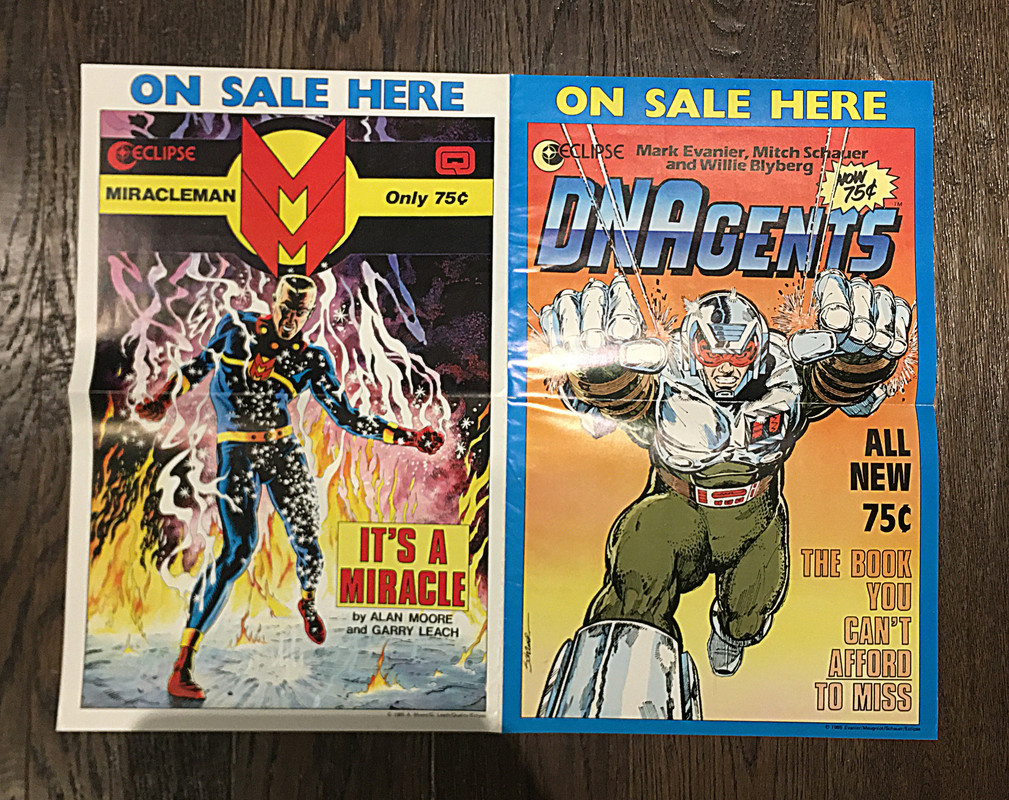 ON SALE HERE
ECLIPSE
MIRACLEMAN
M
Only 75¢
IT'S A
MIRACLE
by ALAN MOORE
and GARRY LEACH
ON SALE HERE
ECLIPSE
Mark Evanier, Mitch Schauer
and Willie Blyberg
NOW
75¢
DNAGENTS
TM
ALL
NEW
75¢
THE BOOK
YOU
CAN'T
AFFORD
TO MISS